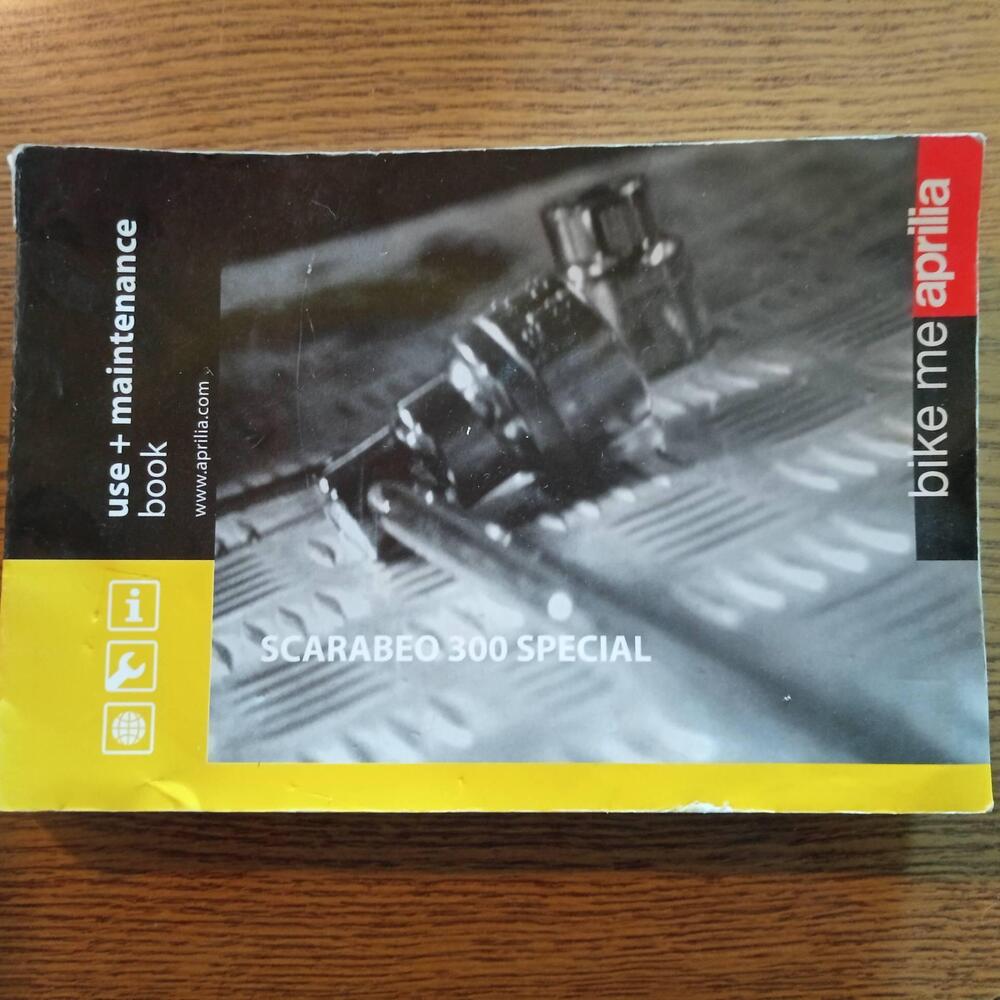 use + maintenance
book
www.aprilia.com
i
SCARABEO 300 SPECIAL
bike me aprilia